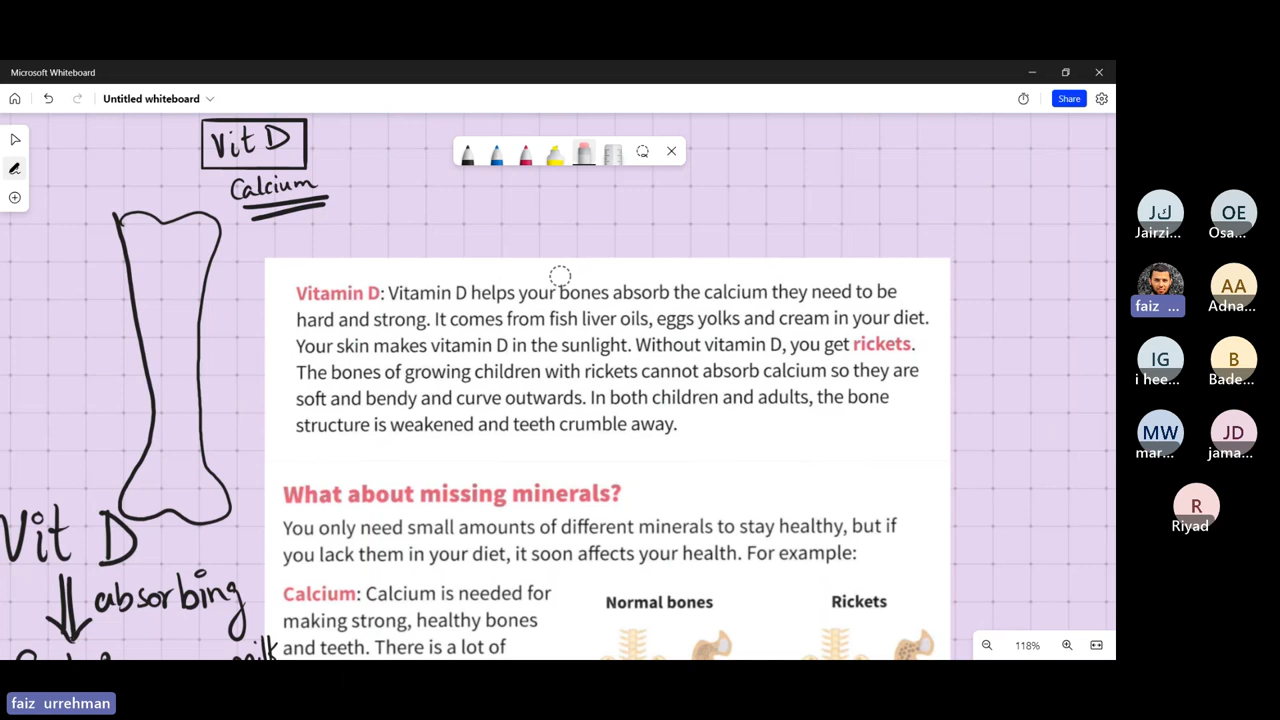 Microsoft Whiteboard
Untitled whiteboard
Share
Vit D
Calcium
Vitamin D: Vitamin D helps your bones absorb the calcium they need to be
hard and strong. It comes from fish liver oils, eggs yolks and cream in your diet.
Your skin makes vitamin D in the sunlight. Without vitamin D, you get rickets.
The bones of growing children with rickets cannot absorb calcium so they are
soft and bendy and curve outwards. In both children and adults, the bone
structure is weakened and teeth crumble away.
What about missing minerals?
You only need small amounts of different minerals to stay healthy, but if
you lack them in your diet, it soon affects your health. For example:
Calcium: Calcium is needed for
making strong, healthy bones
and teeth. There is a lot of
Normal bones
Rickets
Vit D
absorbing
milk
118%
Jك
Jairzi...
OE
Osa...
faiz ...
AA
Adna...
IG
i hee...
B
Bade...
MW
mar...
JD
jama...
R
Riyad
faiz urrehman